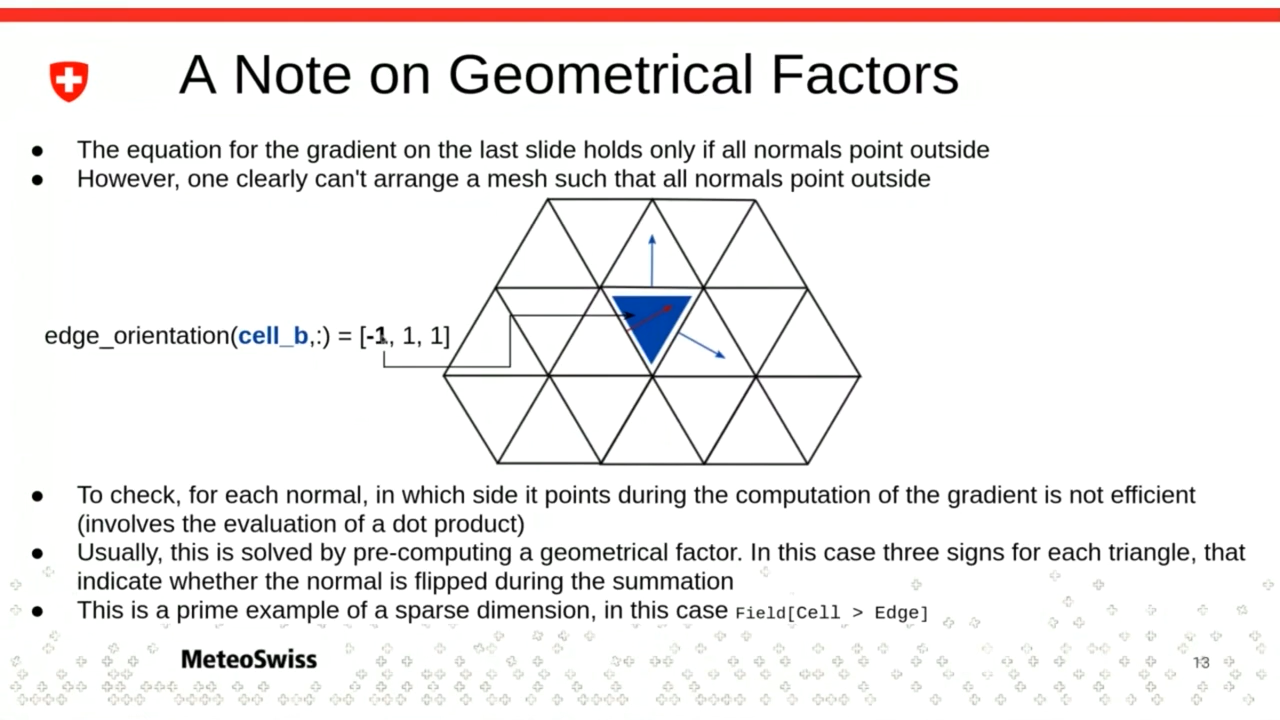 A Note on Geometrical Factors
● The equation for the gradient on the last slide holds only if all normals point outside
● However, one clearly can't arrange a mesh such that all normals point outside
edge_orientation(cell_b,:) = [-1, 1, 1]
● To check, for each normal, in which side it points during the computation of the gradient is not efficient
(involves the evaluation of a dot product)
● Usually, this is solved by pre-computing a geometrical factor. In this case three signs for each triangle, that
indicate whether the normal is flipped during the summation
● This is a prime example of a sparse dimension, in this case Field[Cell > Edge]
MeteoSwiss
13